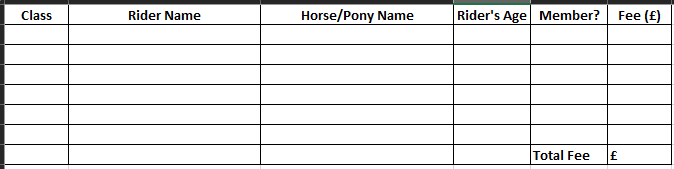 Class Rider Name Horse/Pony Name Rider's Age Member? Fee (£)
Total Fee £